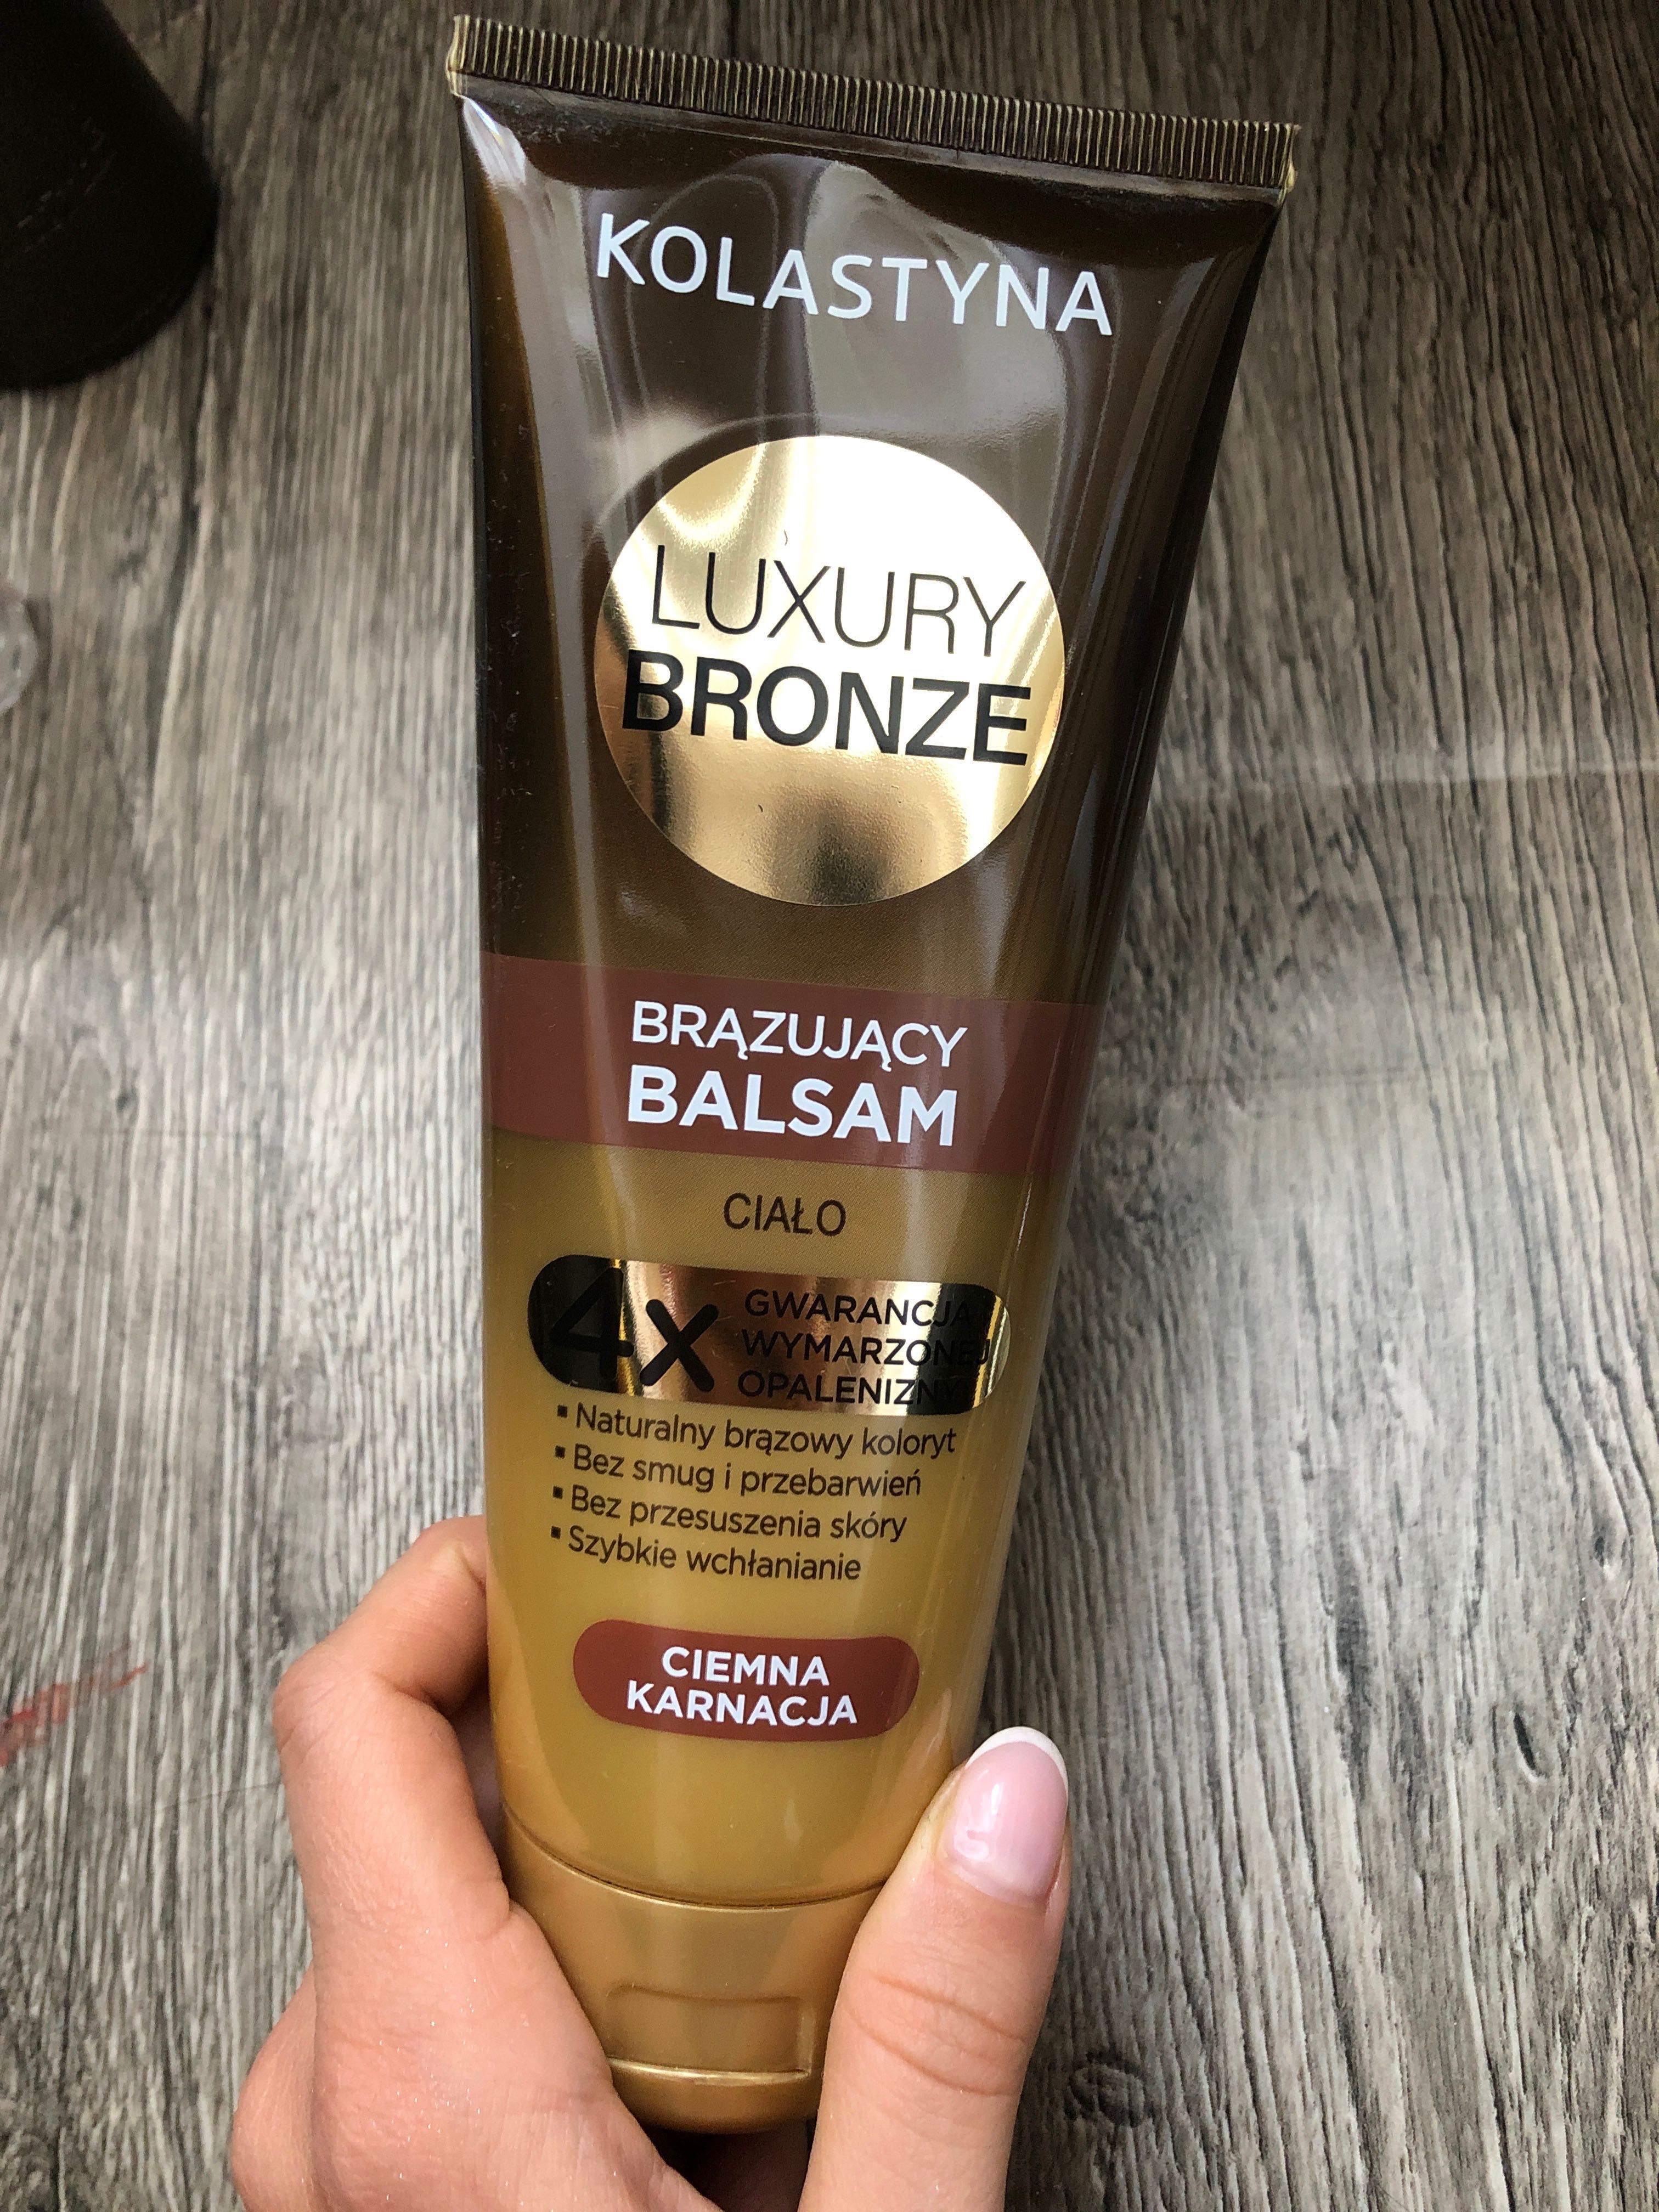 KOLASTYNA
LUXURY
BRONZE
BRĄZUJĄCY
BALSAM
CIAŁO
4x
GWARANCJA
WYMARZONEJ
OPALENIZNY
▪ Naturalny brązowy koloryt
▪ Bez smug i przebarwień
▪ Bez przesuszenia skóry
▪ Szybkie wchłanianie
CIEMNA
KARNACJA